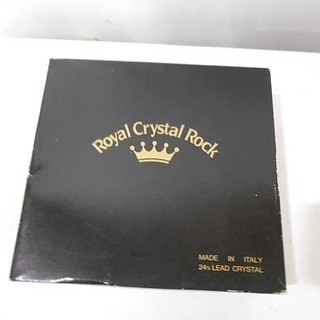 Royal Crystal Rock
MADE IN ITALY
24% LEAD CRYSTAL